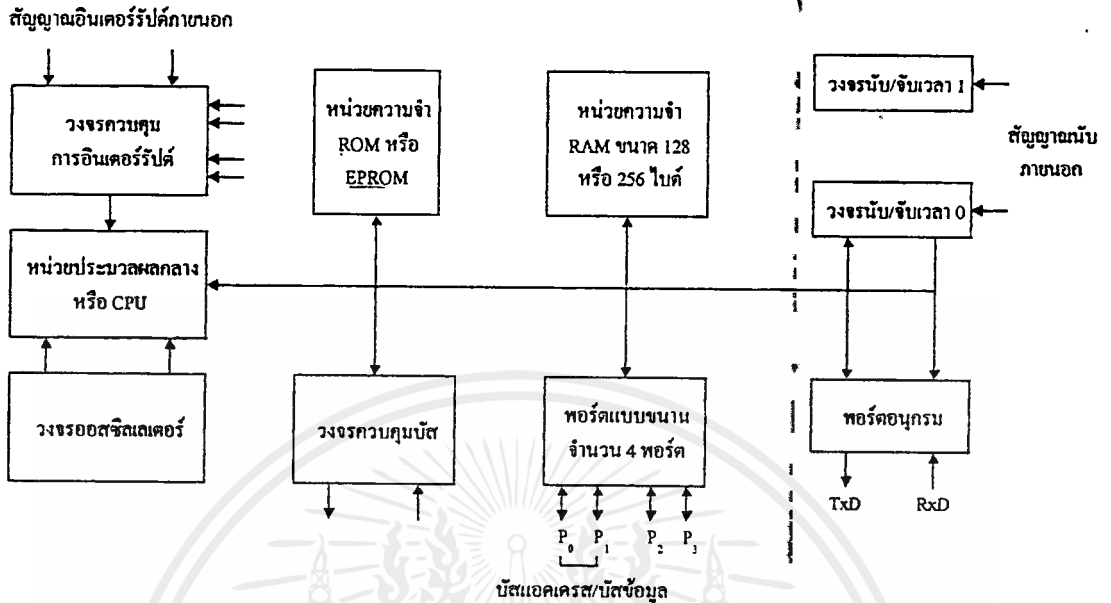 สัญญาณอินเตอร์รัปต์ภายนอก
วงจรควบคุม
การอินเตอร์รัปต์
หน่วยความจำ
ROM หรือ
EPROM
หน่วยความจำ
RAM ขนาด 128
หรือ 256 ไบต์
วงจรนับ/จับเวลา 1
สัญญาณนับ
ภายนอก
วงจรนับ/จับเวลา 0
หน่วยประมวลผลกลาง
หรือ CPU
วงจรออสซิลเลเตอร์
วงจรควบคุมบัส
พอร์ตแบบขนาน
จำนวน 4 พอร์ต
พอร์ตอนุกรม
TxD
RxD
P0
P1
P2
P3
บัสแอดเดรส/บัสข้อมูล